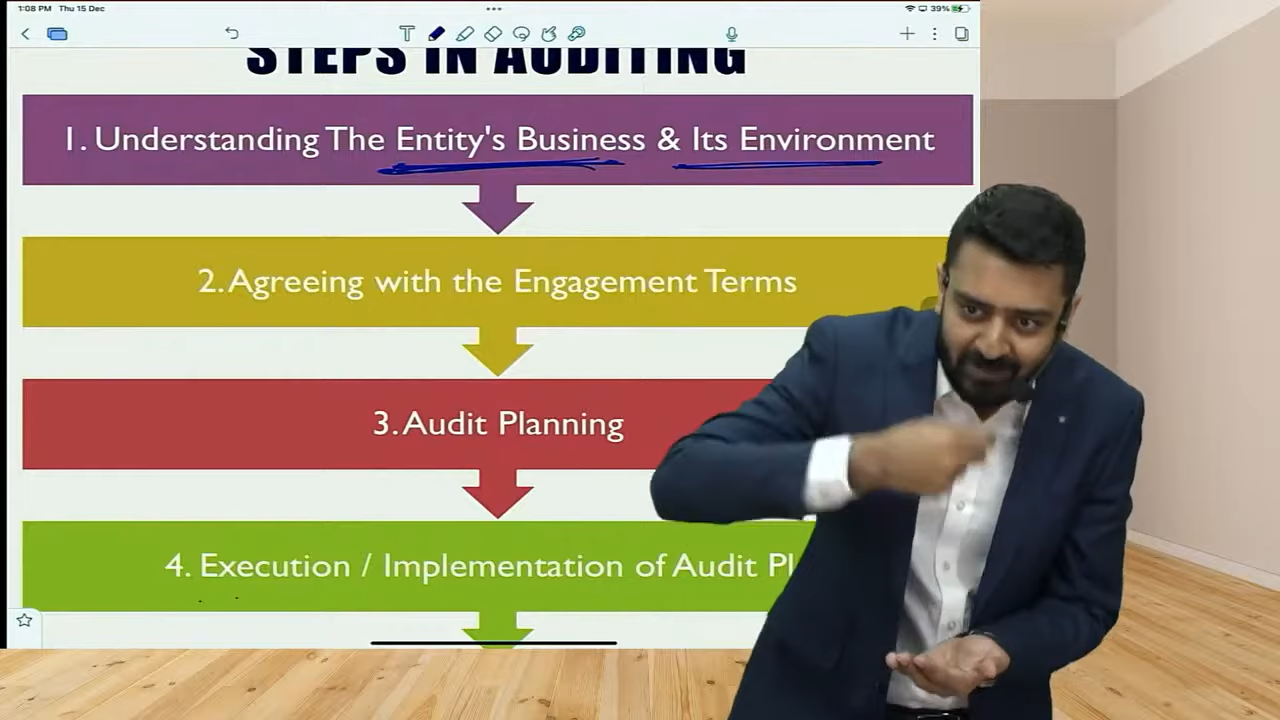 1:08 PM Thu 15 Dec
39%
STEPS IN AUDITING
1. Understanding The Entity's Business & Its Environment
2. Agreeing with the Engagement Terms
3. Audit Planning
4. Execution / Implementation of Audit Pl